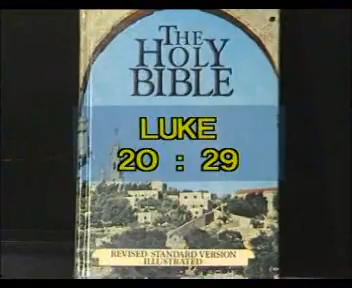 THE
HOLY
BIBLE
LUKE
20 : 29
REVISED STANDARD VERSION
ILLUSTRATED